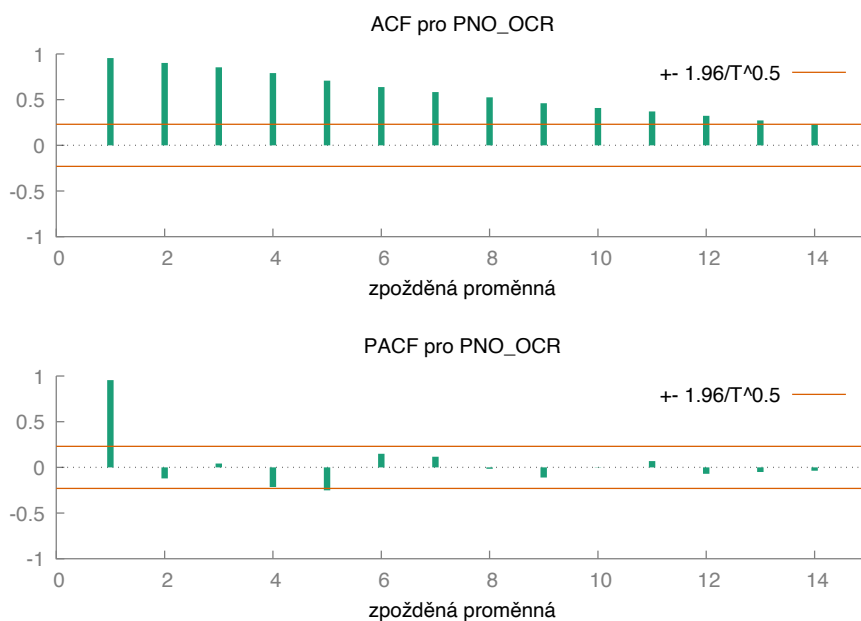 ACF pro PNO_OCR
+- 1.96/T^0.5
1
0.5
0
-0.5
-1
0 2 4 6 8 10 12 14
zpožděná proměnná
PACF pro PNO_OCR
+- 1.96/T^0.5
1
0.5
0
-0.5
-1
0 2 4 6 8 10 12 14
zpožděná proměnná